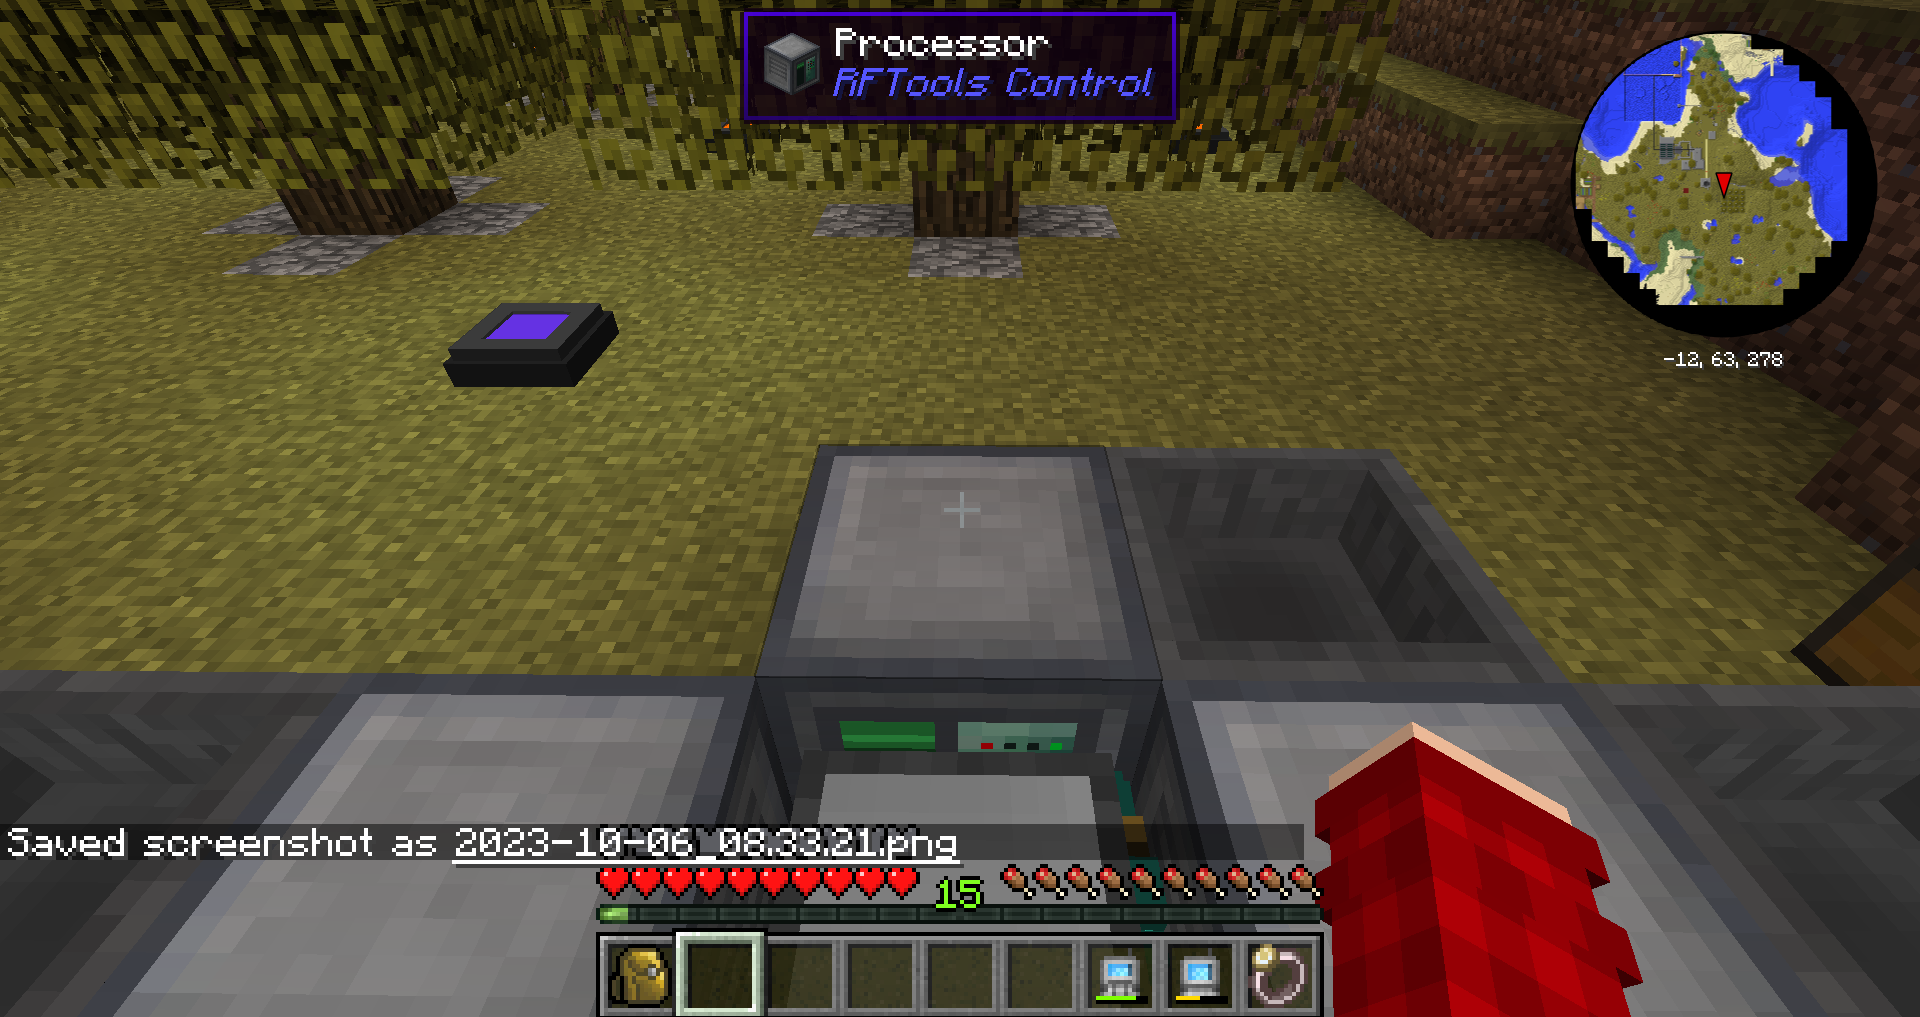 Processor
RFTools Control
-12, 63, 278
Saved screenshot as 2023-10-06_08.33.21.png
15